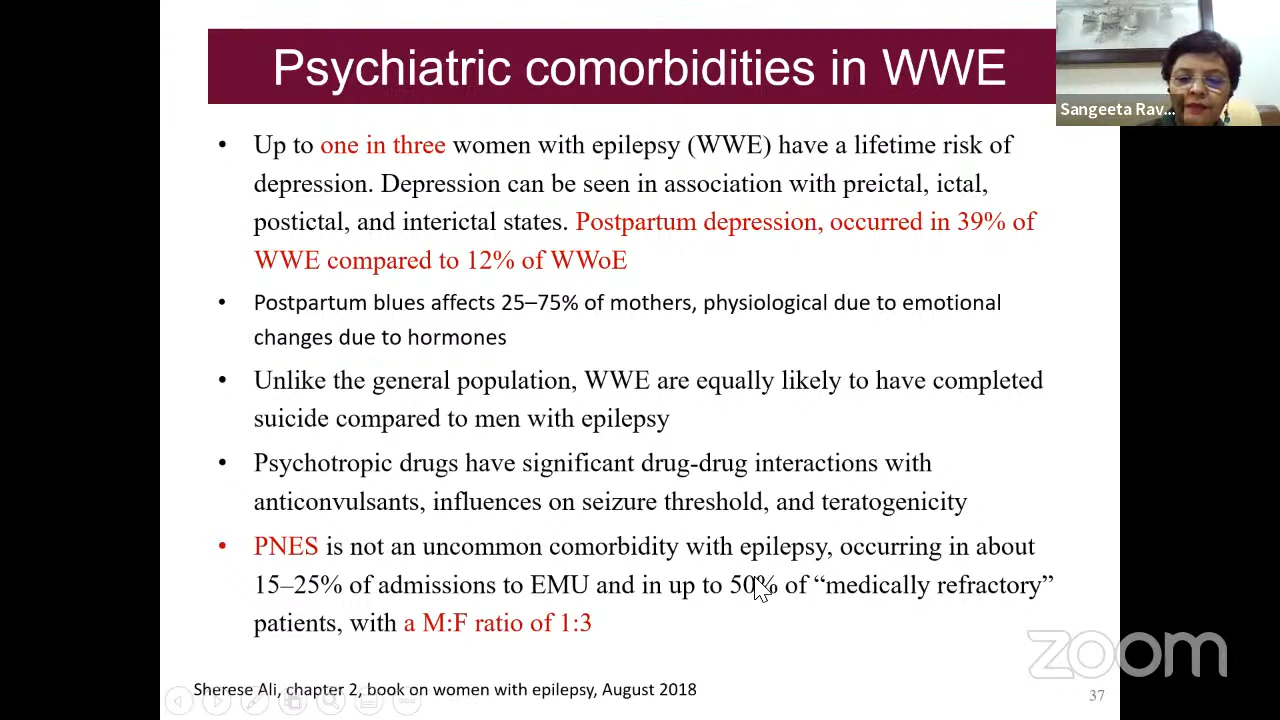 Psychiatric comorbidities in WWE
Sangeeta Rav...
• Up to one in three women with epilepsy (WWE) have a lifetime risk of
depression. Depression can be seen in association with preictal, ictal,
postictal, and interictal states. Postpartum depression, occurred in 39% of
WWE compared to 12% of WWoE
• Postpartum blues affects 25–75% of mothers, physiological due to emotional
changes due to hormones
• Unlike the general population, WWE are equally likely to have completed
suicide compared to men with epilepsy
• Psychotropic drugs have significant drug-drug interactions with
anticonvulsants, influences on seizure threshold, and teratogenicity
• PNES is not an uncommon comorbidity with epilepsy, occurring in about
15–25% of admissions to EMU and in up to 50% of “medically refractory”
patients, with a M:F ratio of 1:3
zoom
Sherese Ali, chapter 2, book on women with epilepsy, August 2018
37